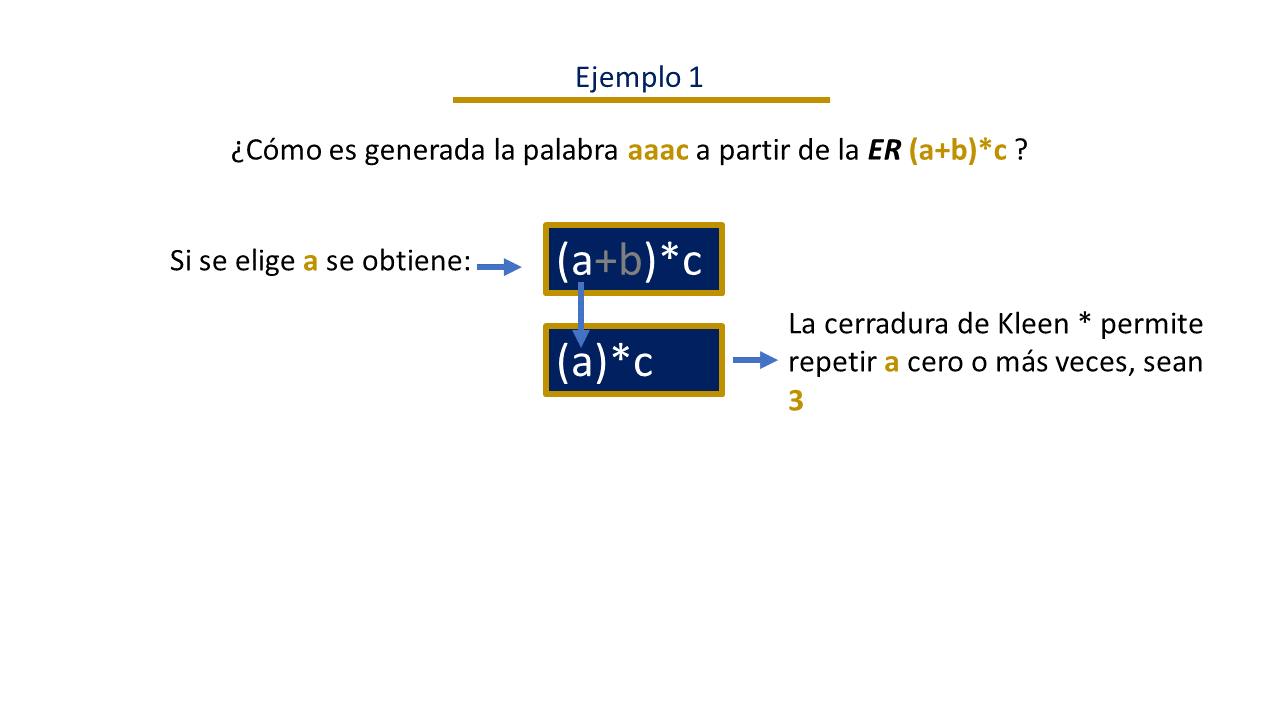 Ejemplo 1
¿Cómo es generada la palabra aaac a partir de la ER (a+b)*c ?
Si se elige a se obtiene:
(a+b)*c
(a)*c
La cerradura de Kleen * permite
repetir a cero o más veces, sean
3